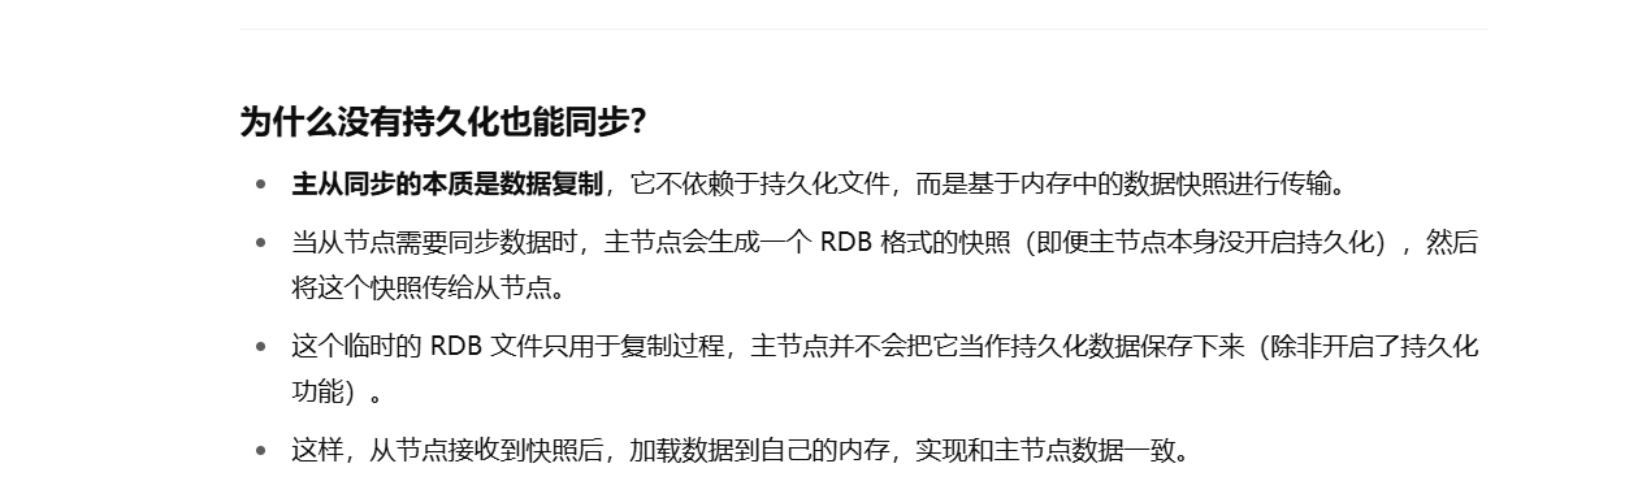 为什么没有持久化也能同步？
主从同步的本质是数据复制，它不依赖于持久化文件，而是基于内存中的数据快照进行传输。
当从节点需要同步数据时，主节点会生成一个 RDB 格式的快照（即便主节点本身没开启持久化），然后
将这个快照传给从节点。
这个临时的 RDB 文件只用于复制过程，主节点并不会把它当作持久化数据保存下来（除非开启了持久化
功能）。
这样，从节点接收到快照后，加载数据到自己的内存，实现和主节点数据一致。